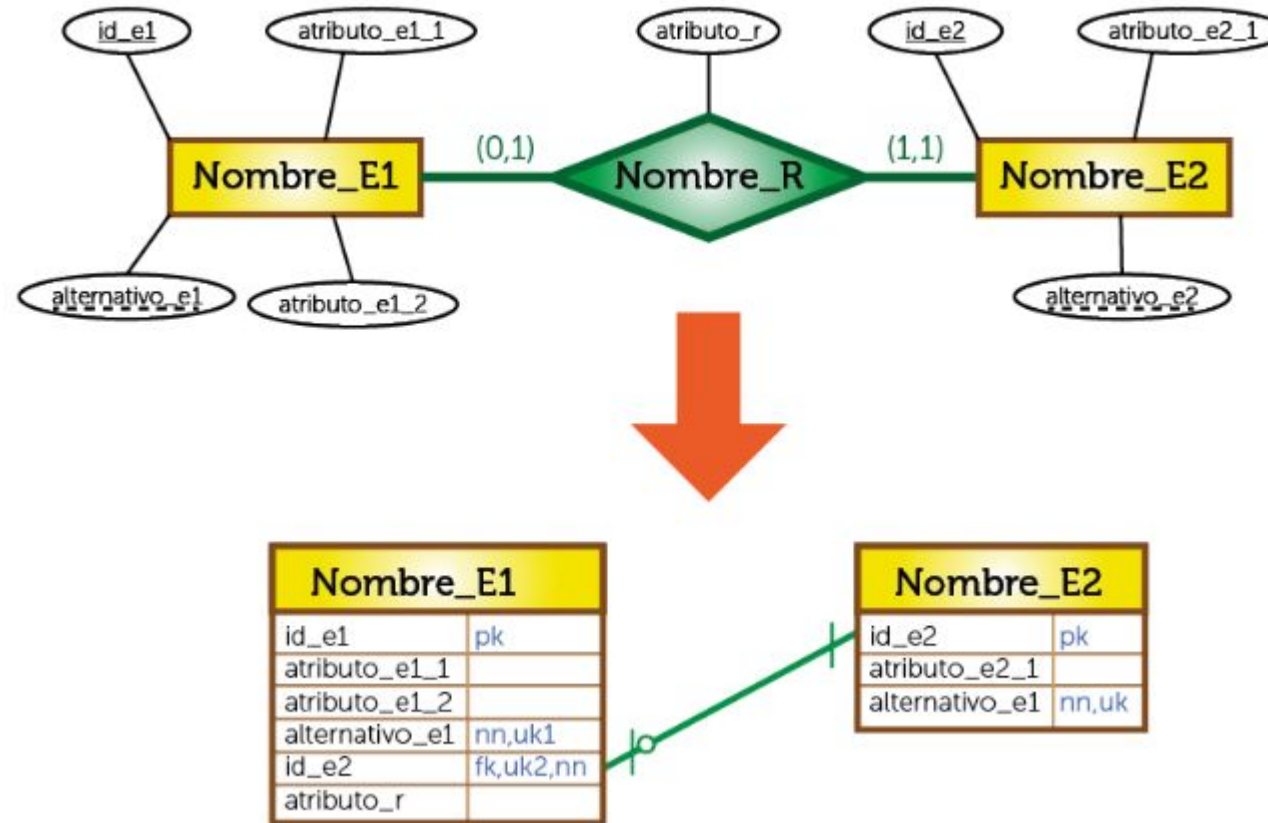 id_e1
atributo_e1_1
atributo_r
id_e2
atributo_e2_1
Nombre_E1
(0,1)
Nombre_R
(1,1)
Nombre_E2
alternativo_e1
atributo_e1_2
alternativo_e2
Nombre_E1
id_e1 pk
atributo_e1_1
atributo_e1_2
alternativo_e1 nn,uk1
id_e2 fk,uk2,nn
atributo_r
Nombre_E2
id_e2 pk
atributo_e2_1
alternativo_e1 nn,uk